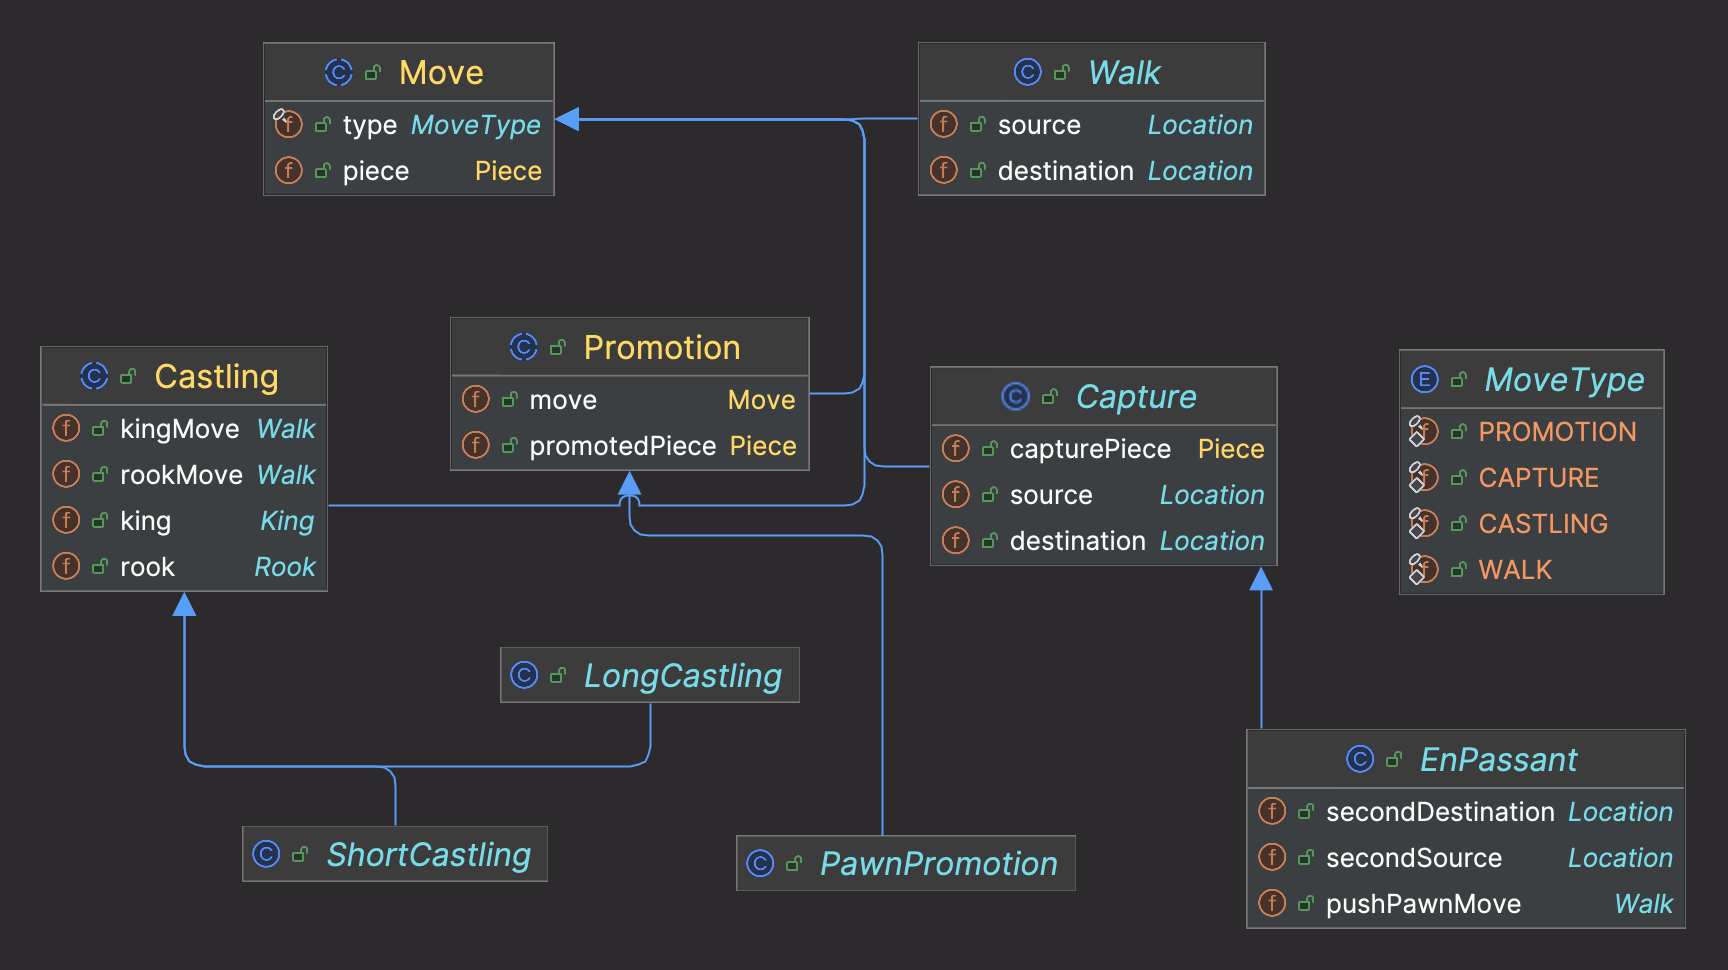 Move
type MoveType
piece Piece
Walk
source Location
destination Location
Castling
kingMove Walk
rookMove Walk
king King
rook Rook
Promotion
move Move
promotedPiece Piece
Capture
capturePiece Piece
source Location
destination Location
MoveType
PROMOTION
CAPTURE
CASTLING
WALK
LongCastling
ShortCastling
PawnPromotion
EnPassant
secondDestination Location
secondSource Location
pushPawnMove Walk